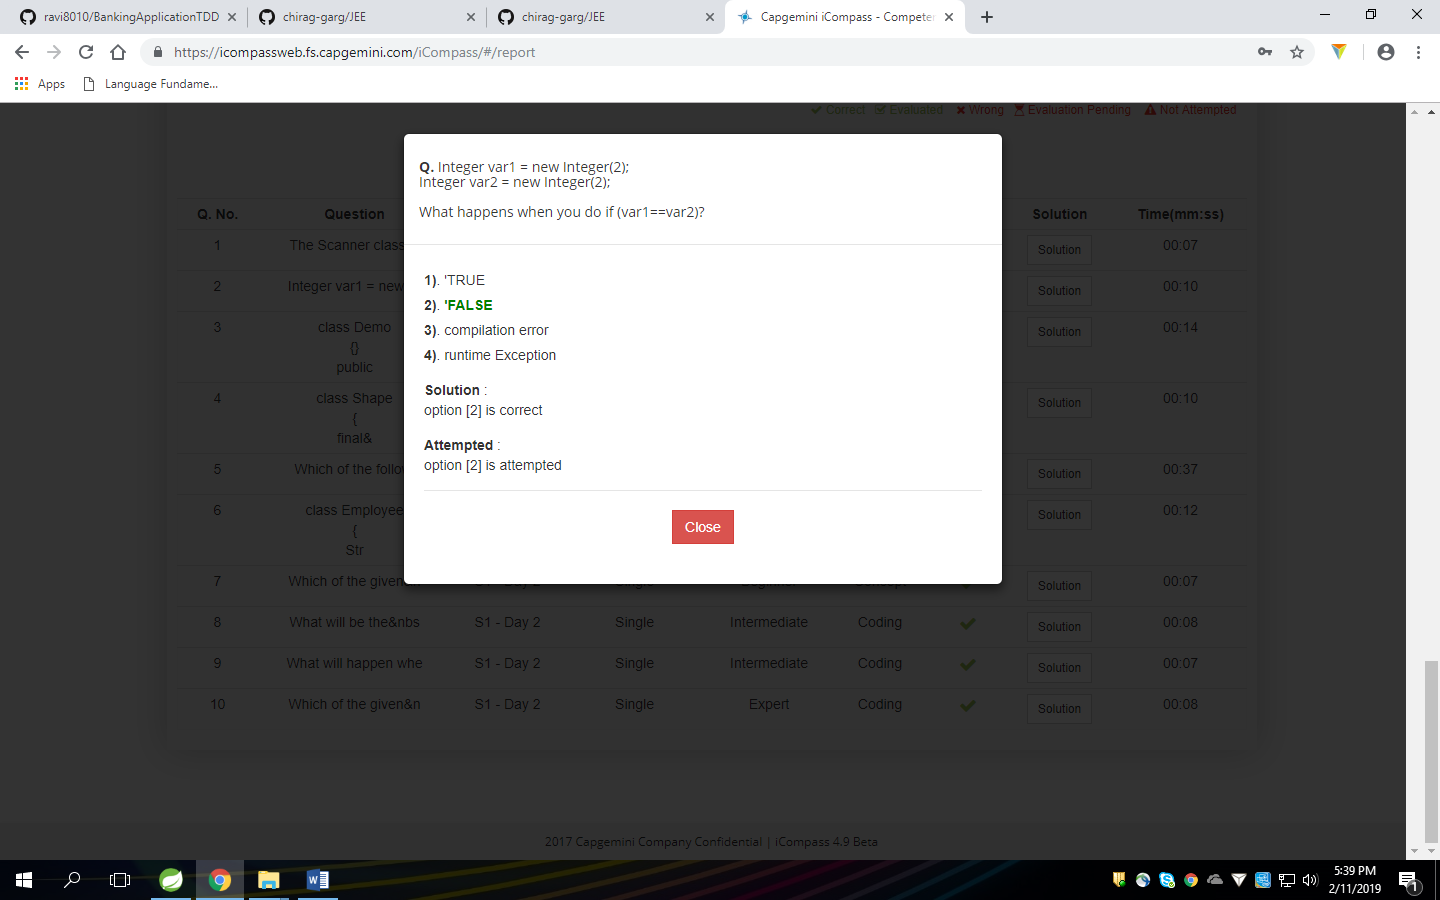 ravi8010/BankingApplicationTDD
chirag-garg/JEE
chirag-garg/JEE
Capgemini iCompass - Competen
https://icompassweb.fs.capgemini.com/iCompass/#/report
Apps
Language Fundame...
Correct Evaluated Wrong Evaluation Pending Not Attempted
Q. Integer var1 = new Integer(2);
Integer var2 = new Integer(2);
What happens when you do if (var1==var2)?
1). 'TRUE
2). 'FALSE
3). compilation error
4). runtime Exception
Solution :
option [2] is correct
Attempted :
option [2] is attempted
Close
Q. No. Question Solution Time(mm:ss)
1 The Scanner class Solution 00:07
2 Integer var1 = new Solution 00:10
3 class Demo Solution 00:14
{}
public
4 class Shape Solution 00:10
{
final&
5 Which of the follo Solution 00:37
6 class Employee Solution 00:12
{
Str
7 Which of the given S1 - Day 2 Single Beginner Concept Solution 00:07
8 What will be the&nbs S1 - Day 2 Single Intermediate Coding Solution 00:08
9 What will happen whe S1 - Day 2 Single Intermediate Coding Solution 00:07
10 Which of the given&n S1 - Day 2 Single Expert Coding Solution 00:08
2017 Capgemini Company Confidential | iCompass 4.9 Beta
5:39 PM
2/11/2019
1